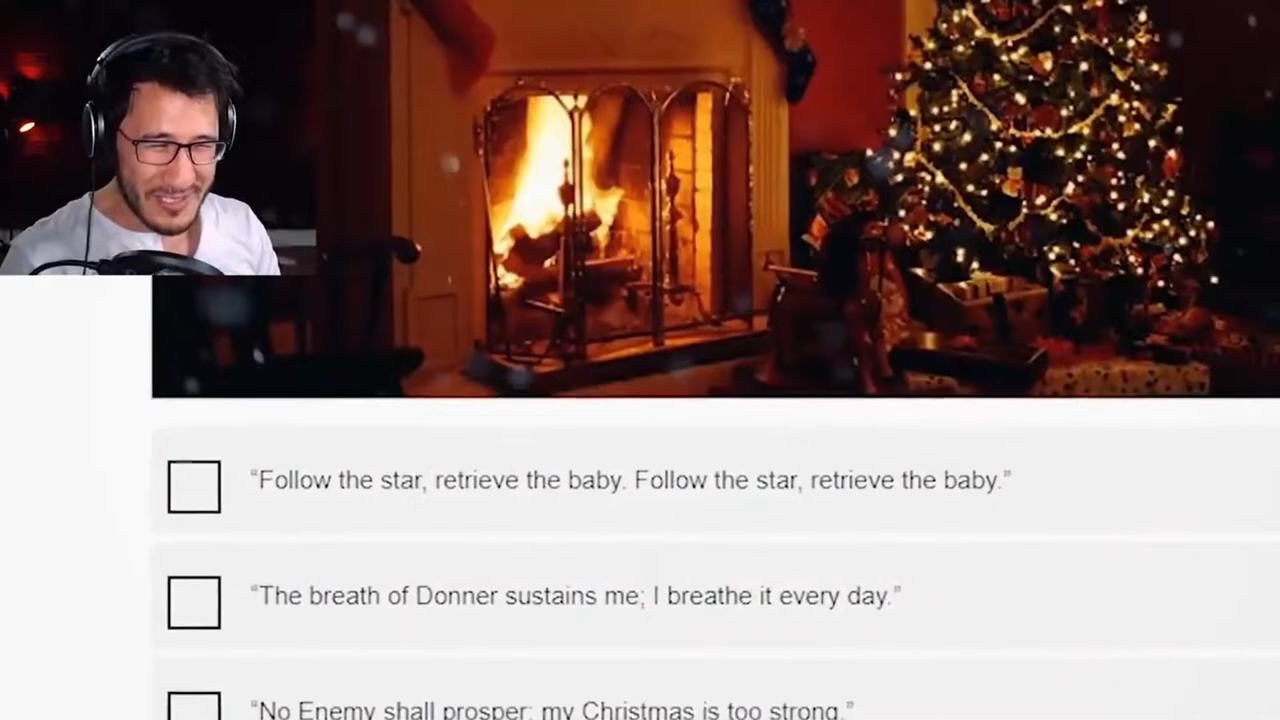 “Follow the star, retrieve the baby. Follow the star, retrieve the baby.”
“The breath of Donner sustains me; I breathe it every day.”
“No Enemy shall prosper; my Christmas is too strong.”